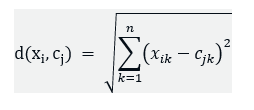 d(xᵢ, cⱼ) = √(∑ₖ₌₁ⁿ (xᵢₖ − cⱼₖ)²)